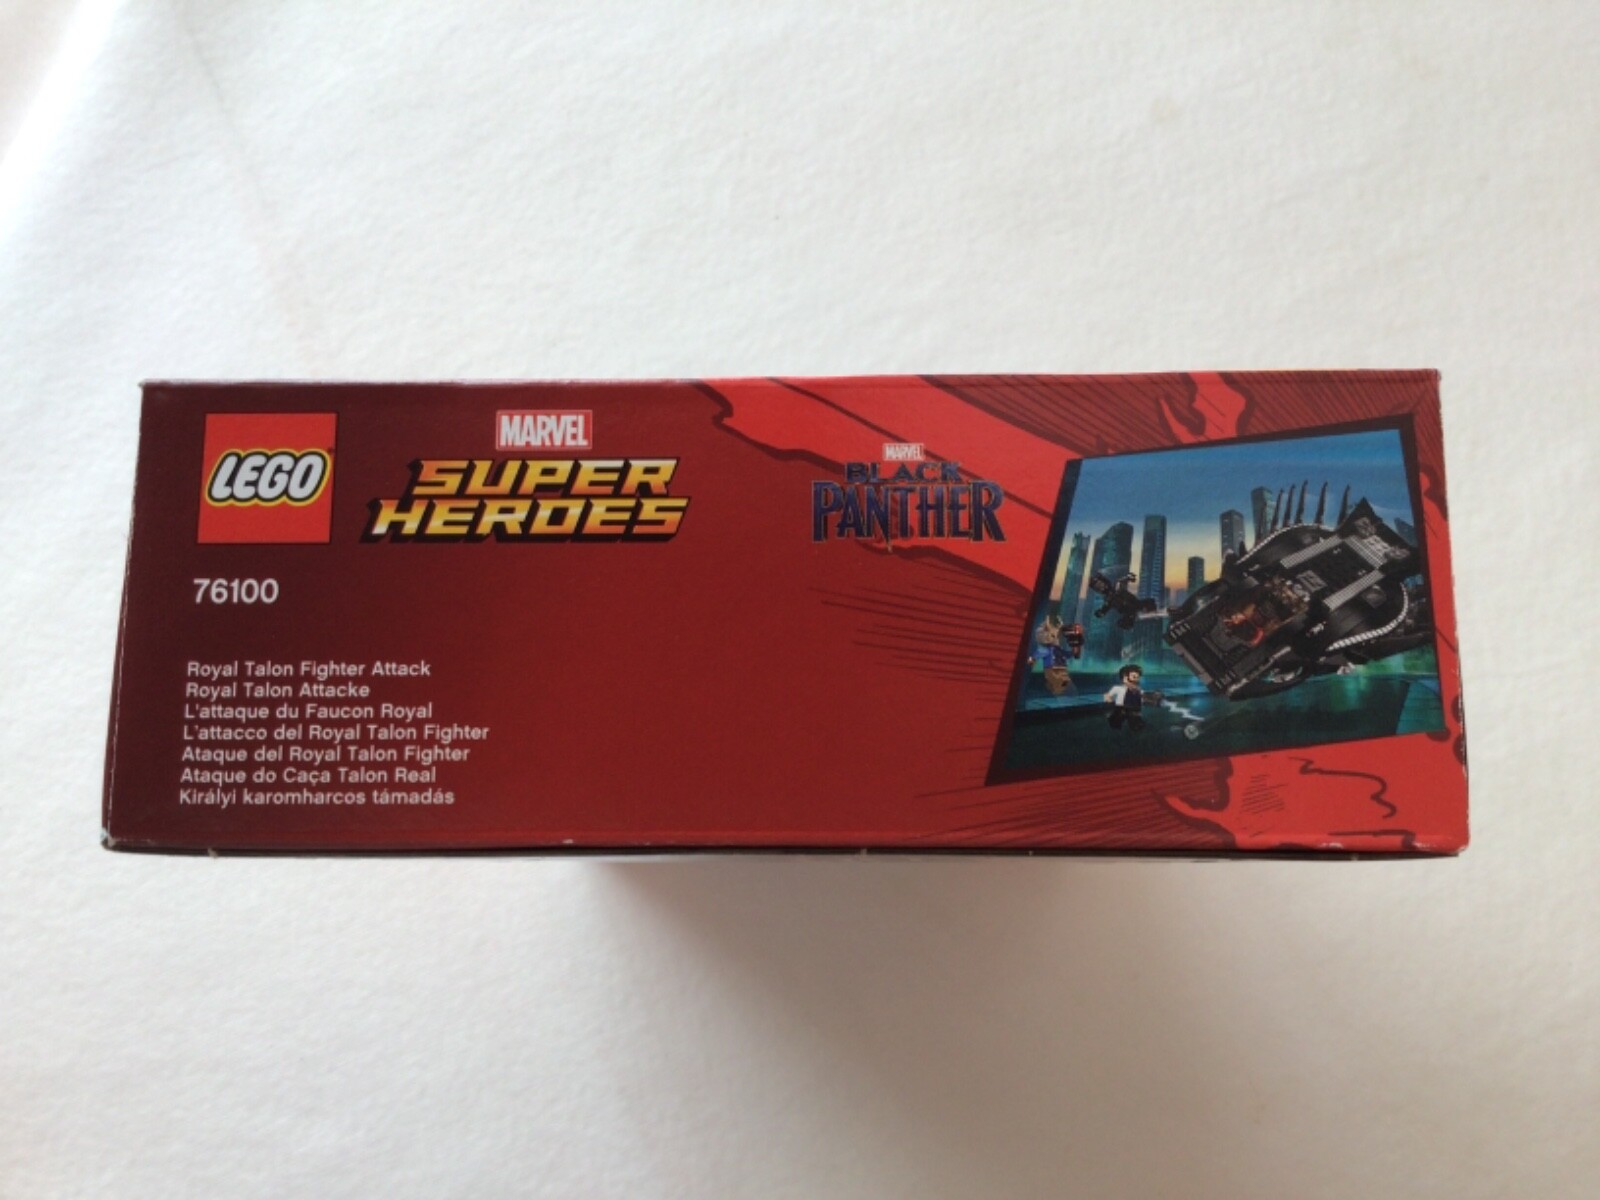 LEGO
MARVEL
SUPER
HEROES
MARVEL
BLACK
PANTHER
76100
Royal Talon Fighter Attack
Royal Talon Attacke
L'attaque du Faucon Royal
L'attacco del Royal Talon Fighter
Ataque del Royal Talon Fighter
Ataque do Caça Talon Real
Királyi karomharcos támadás